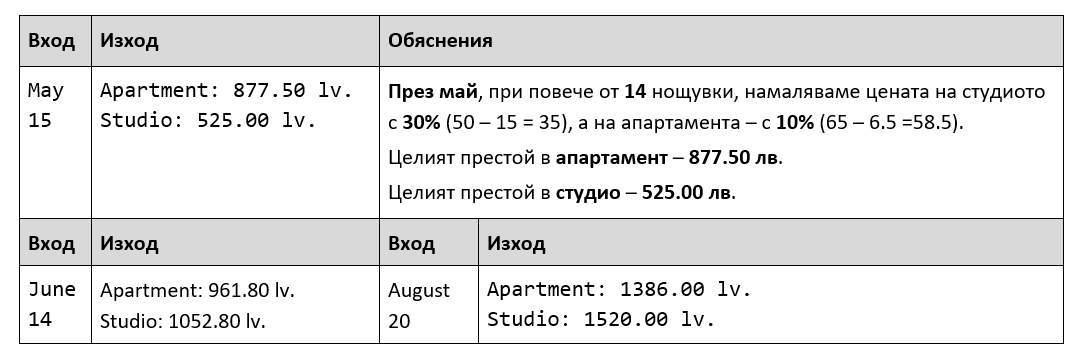 Вход Изход Обяснения
May
15
Apartment: 877.50 lv.
Studio: 525.00 lv.
През май, при повече от 14 нощувки, намаляваме цената на студиото
с 30% (50 – 15 = 35), а на апартамента – с 10% (65 – 6.5 =58.5).
Целият престой в апартамент – 877.50 лв.
Целият престой в студио – 525.00 лв.
Вход Изход Вход Изход
June
14
Apartment: 961.80 lv.
Studio: 1052.80 lv.
August
20
Apartment: 1386.00 lv.
Studio: 1520.00 lv.